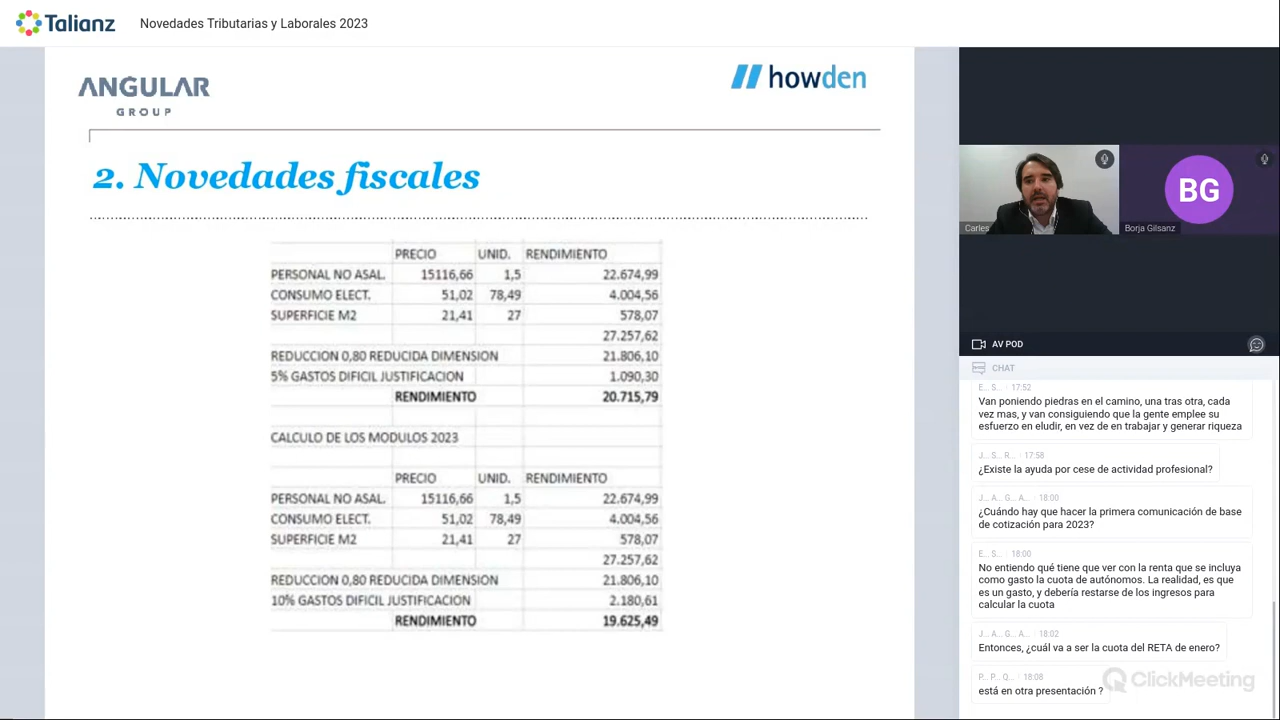 Talianz
Novedades Tributarias y Laborales 2023
ANGULAR
GROUP
howden
2. Novedades fiscales
PRECIO UNID. RENDIMIENTO
PERSONAL NO ASAL. 15116,66 1,5 22.674,99
CONSUMO ELECT. 51,02 78,49 4.004,56
SUPERFICIE M2 21,41 27 578,07
27.257,62
REDUCCION 0,80 REDUCIDA DIMENSION 21.806,10
5% GASTOS DIFICIL JUSTIFICACION 1.090,30
RENDIMIENTO 20.715,79
CALCULO DE LOS MODULOS 2023
PRECIO UNID. RENDIMIENTO
PERSONAL NO ASAL. 15116,66 1,5 22.674,99
CONSUMO ELECT. 51,02 78,49 4.004,56
SUPERFICIE M2 21,41 27 578,07
27.257,62
REDUCCION 0,80 REDUCIDA DIMENSION 21.806,10
10% GASTOS DIFICIL JUSTIFICACION 2.180,61
RENDIMIENTO 19.625,49
Carles
BG
Borja Gilsanz
AV POD
CHAT
E... S... · 17:52
Van poniendo piedras en el camino, una tras otra, cada
vez mas, y van consiguiendo que la gente emplee su
esfuerzo en eludir, en vez de en trabajar y generar riqueza
J... S... R... · 17:58
¿Existe la ayuda por cese de actividad profesional?
J... A... G... A... · 18:00
¿Cuándo hay que hacer la primera comunicación de base
de cotización para 2023?
E... S... · 18:00
No entiendo qué tiene que ver con la renta que se incluya
como gasto la cuota de autónomos. La realidad, es que
es un gasto, y debería restarse de los ingresos para
calcular la cuota
J... A... G... A... · 18:02
Entonces, ¿cuál va a ser la cuota del RETA de enero?
P... P... Q... · 18:08
está en otra presentación ?
ClickMeeting